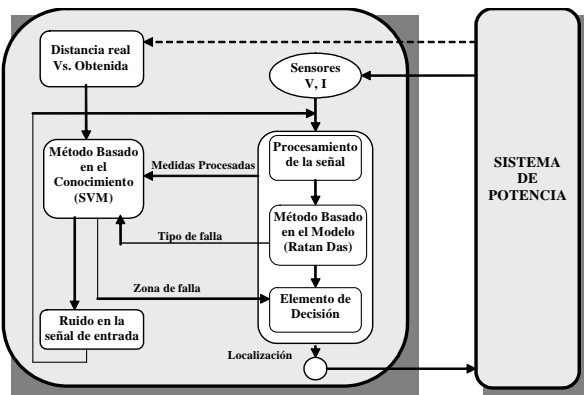 Distancia real
Vs. Obtenida
Sensores
V, I
Procesamiento
de la señal
Método Basado
en el
Conocimiento
(SVM)
Medidas Procesadas
SISTEMA
DE
POTENCIA
Método Basado
en el Modelo
(Ratan Das)
Tipo de falla
Zona de falla
Elemento de
Decisión
Ruido en la
señal de entrada
Localización